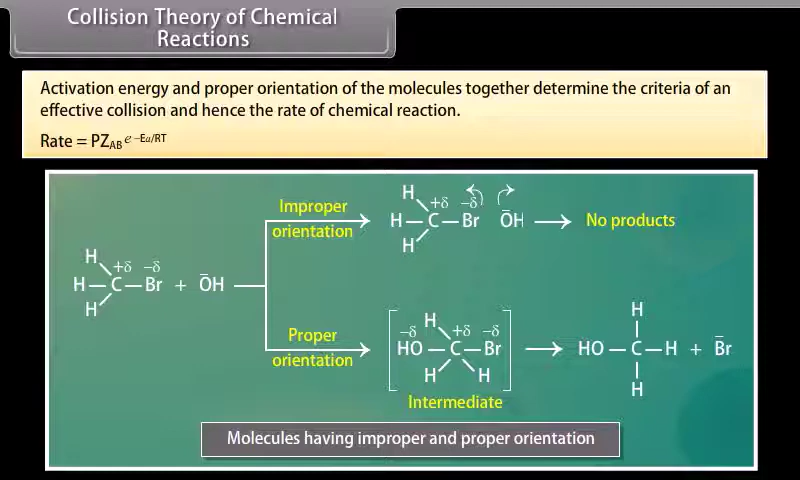 Collision Theory of Chemical
Reactions
Activation energy and proper orientation of the molecules together determine the criteria of an
effective collision and hence the rate of chemical reaction.
Rate = PZAB e –Ea/RT
Improper
orientation
H
+δ –δ
H – C – Br ŌH
H
No products
H
+δ –δ
H – C – Br + ŌH
H
Proper
orientation
–δ H +δ –δ
HO – C – Br
H H
Intermediate
H
HO – C – H + B̄r
H
Molecules having improper and proper orientation